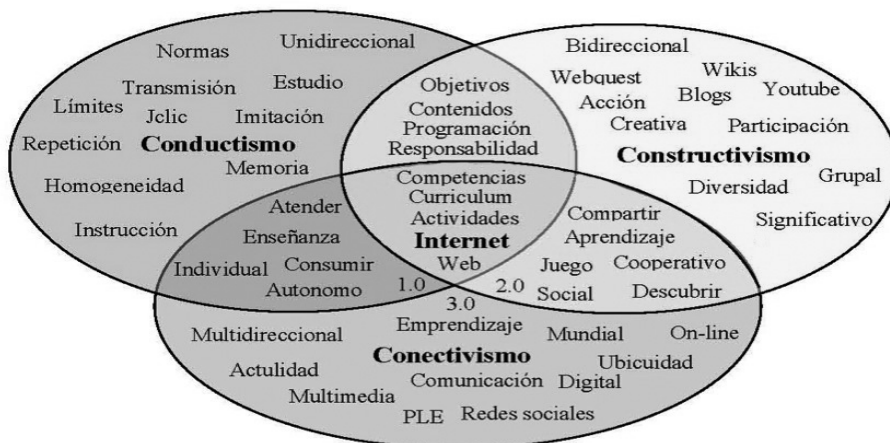 Normas
Unidireccional
Transmisión
Estudio
Límites
Jclic
Imitación
Repetición
Conductismo
Memoria
Homogeneidad
Instrucción
Objetivos
Contenidos
Programación
Responsabilidad
Bidireccional
Webquest
Wikis
Youtube
Acción
Blogs
Creativa
Participación
Constructivismo
Diversidad
Grupal
Significativo
Competencias
Curriculum
Actividades
Internet
Web
Atender
Enseñanza
Individual
Consumir
Autonomo
1.0
Compartir
Aprendizaje
Juego
Cooperativo
2.0
Social
Descubrir
3.0
Emprendizaje
Multidireccional
Mundial
On-line
Conectivismo
Actulidad
Ubicuidad
Multimedia
Comunicación
Digital
PLE
Redes sociales